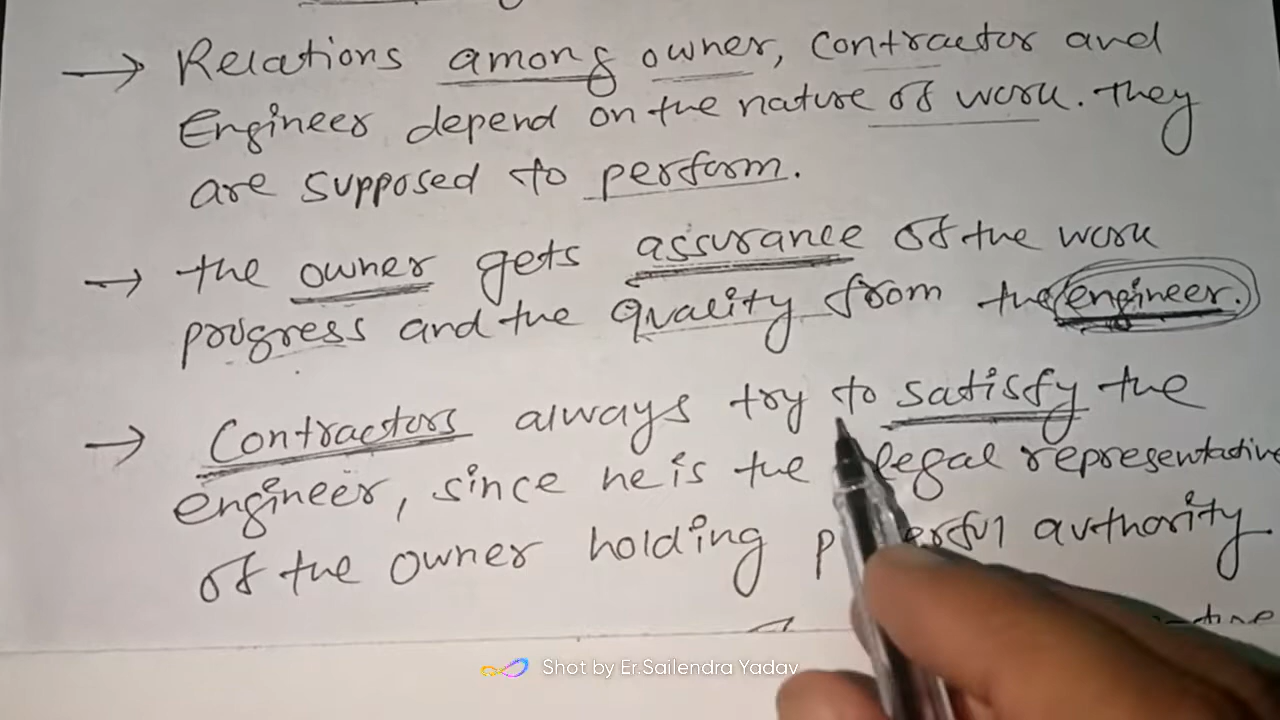 → Relations among owner, contractor and
Engineer depend on the nature of work. They
are supposed to perform.
→ the owner gets assurance of the work
progress and the quality from the engineer.
→ Contractors always try to satisfy the
engineer, since he is the legal representative
of the owner holding powerful authority
Shot by Er.Sailendra Yadav